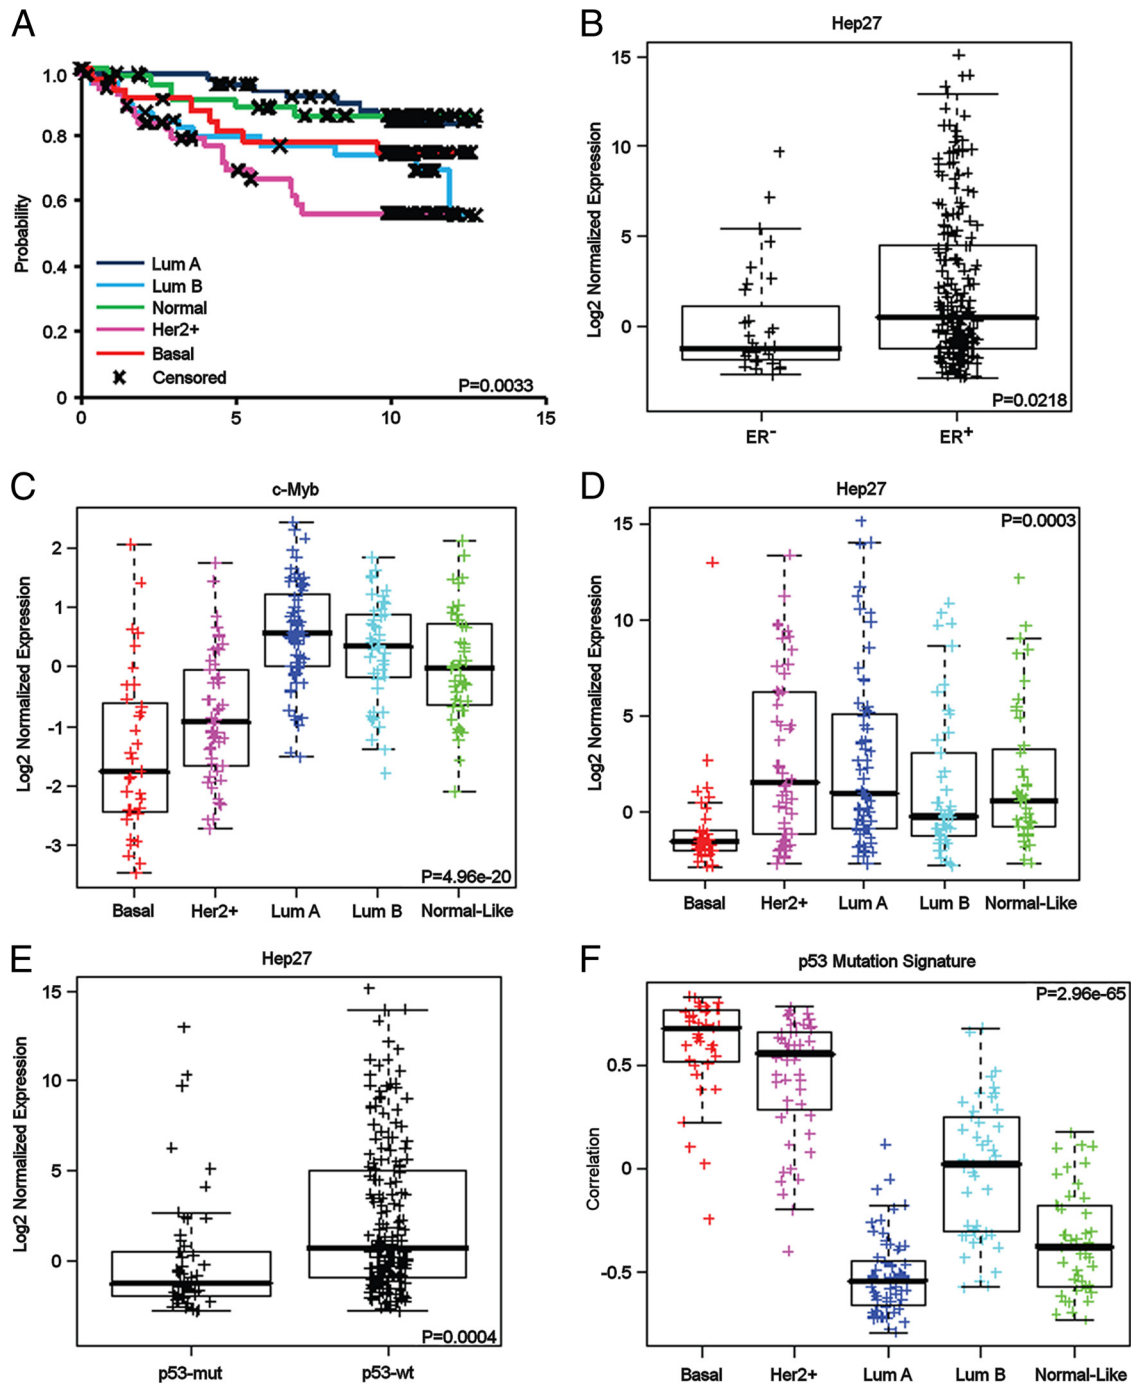 A
Probability
1.0
0.8
0.6
0.4
0.2
0
Lum A
Lum B
Normal
Her2+
Basal
Censored
P=0.0033
0 5 10 15
B
Hep27
Log2 Normalized Expression
15
10
5
0
P=0.0218
ER- ER+
C
c-Myb
Log2 Normalized Expression
2
1
0
-1
-2
-3
P=4.96e-20
Basal Her2+ Lum A Lum B Normal-Like
D
Hep27
Log2 Normalized Expression
P=0.0003
15
10
5
0
Basal Her2+ Lum A Lum B Normal-Like
E
Hep27
Log2 Normalized Expression
15
10
5
0
P=0.0004
p53-mut p53-wt
F
p53 Mutation Signature
Correlation
P=2.96e-65
0.5
0
-0.5
Basal Her2+ Lum A Lum B Normal-Like